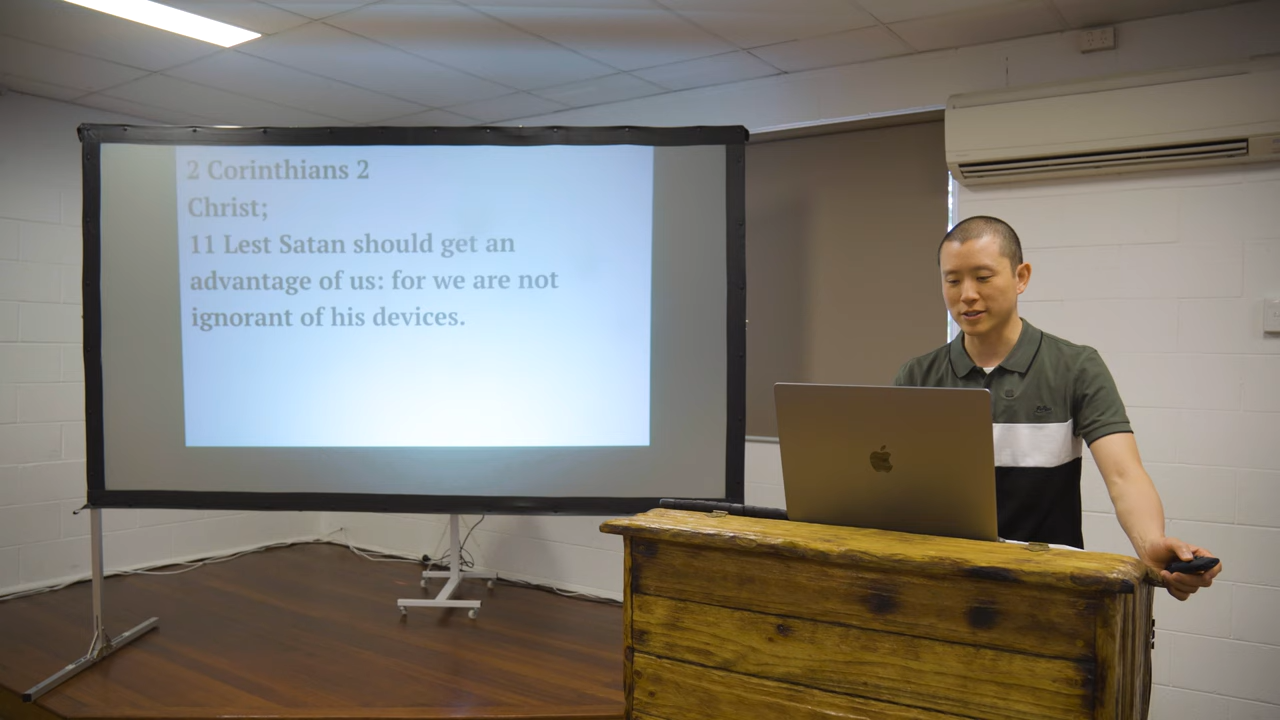 2 Corinthians 2
Christ;
11 Lest Satan should get an
advantage of us: for we are not
ignorant of his devices.